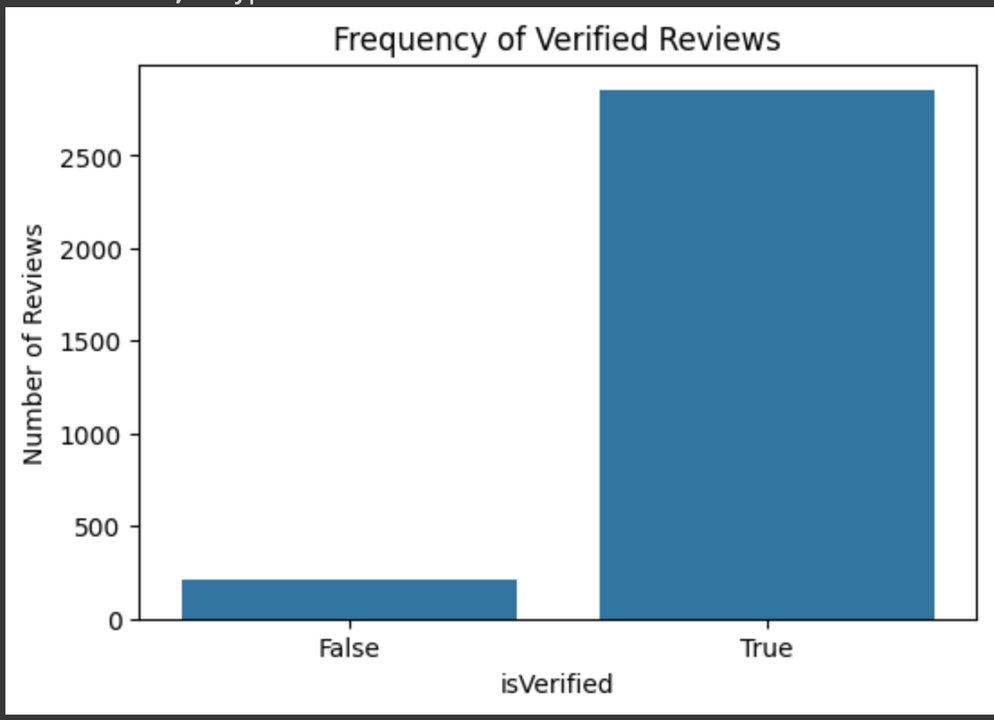 Frequency of Verified Reviews
2500
2000
1500
1000
500
0
Number of Reviews
False True
isVerified